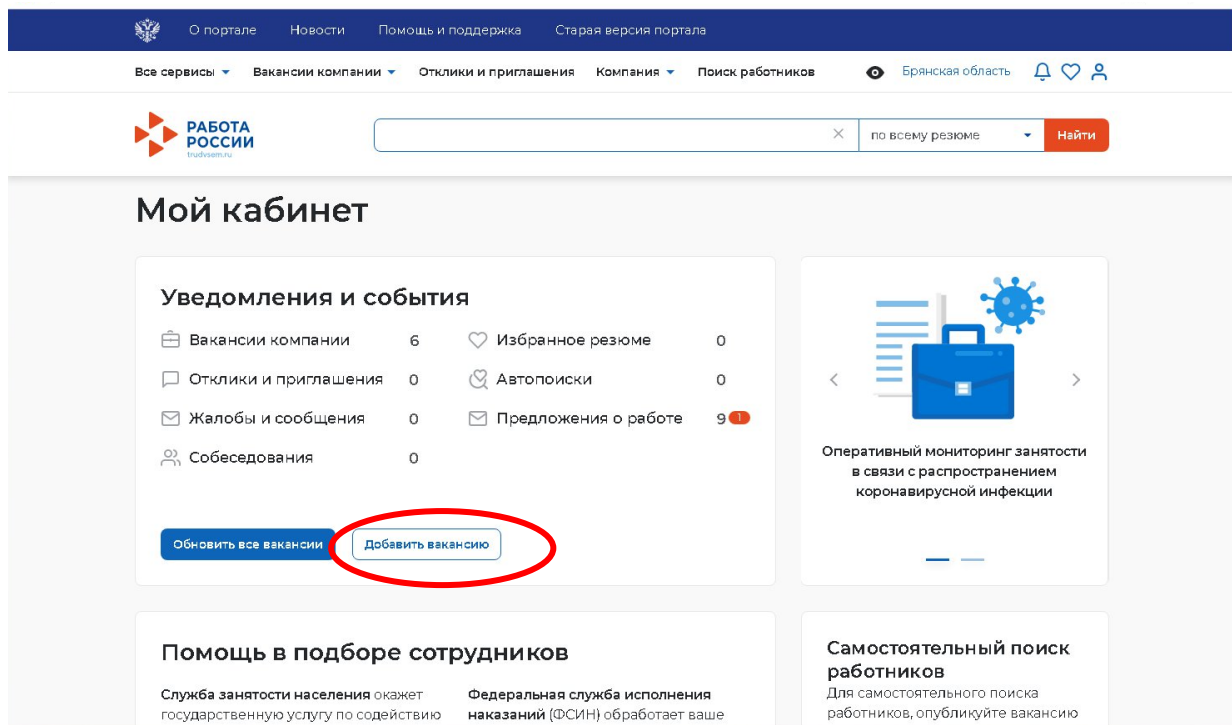 О портале Новости Помощь и поддержка Старая версия портала
Все сервисы Вакансии компании Отклики и приглашения Компания Поиск работников Брянская область
РАБОТА
РОССИИ
trudvsem.ru
по всему резюме Найти
Мой кабинет
Уведомления и события
Вакансии компании 6 Избранное резюме 0
Отклики и приглашения 0 Автопоиски 0
Жалобы и сообщения 0 Предложения о работе 9 1
Собеседования 0
Обновить все вакансии Добавить вакансию
Оперативный мониторинг занятости
в связи с распространением
коронавирусной инфекции
Помощь в подборе сотрудников
Служба занятости населения окажет
государственную услугу по содействию
Федеральная служба исполнения
наказаний (ФСИН) обработает ваше
Самостоятельный поиск
работников
Для самостоятельного поиска
работников, опубликуйте вакансию